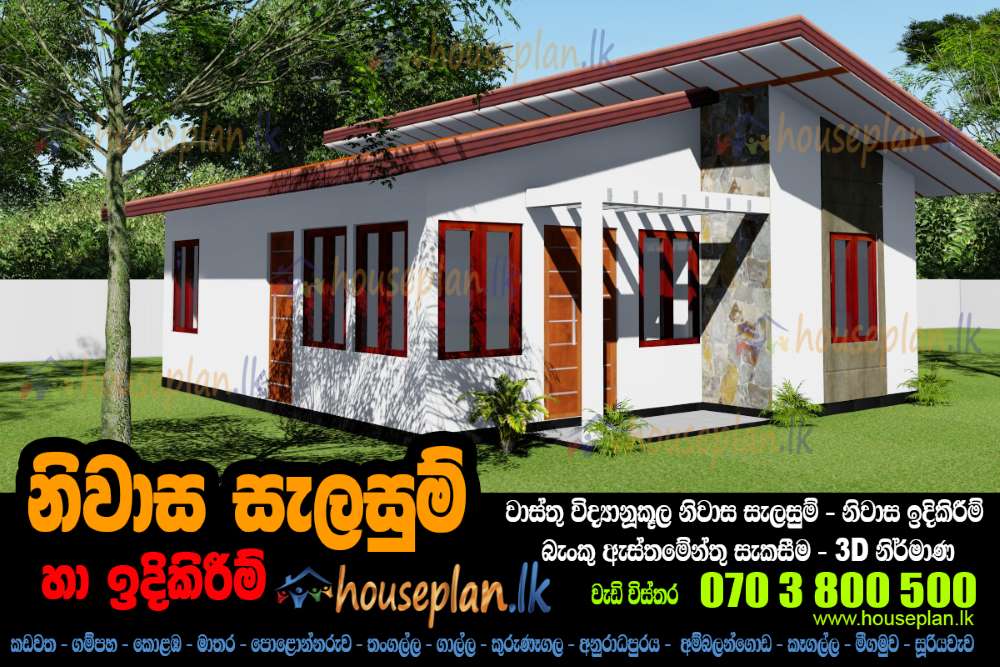 houseplan.lk
houseplan.lk
houseplan.lk
houseplan.lk
houseplan.lk
houseplan.lk
houseplan.lk
houseplan.lk
නිවාස සැලසුම්
හා ඉදිකිරීම්
houseplan.lk
වාස්තු විද්‍යානූකූල නිවාස සැලසුම් - නිවාස ඉදිකිරීම්
බැංකු ඇස්තමේන්තු සැකසීම - 3D නිර්මාණ
වැඩි විස්තර 070 3 800 500
www.houseplan.lk
කඩවත - ගම්පහ - කොළඹ - මාතර - පොළොන්නරුව - තංගල්ල - ගාල්ල - කුරුණෑගල - අනුරාධපුරය - අම්බලන්ගොඩ - කෑගල්ල - මීගමුව - සූරියවැව